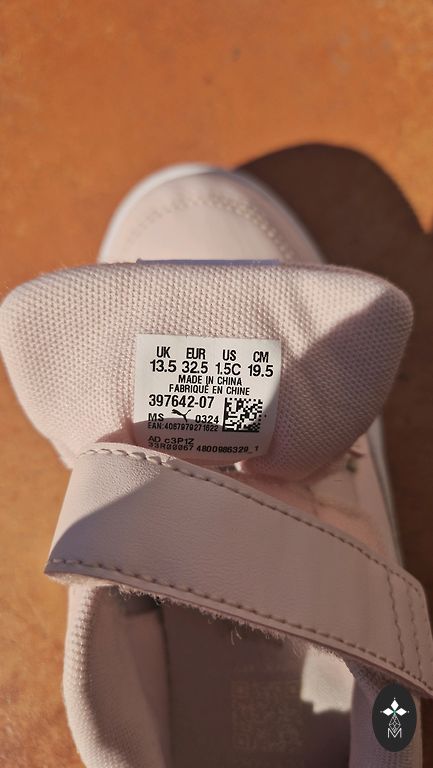 UK EUR US CM
13.5 32.5 1.5C 19.5
MADE IN CHINA
FABRIQUÉ EN CHINE
397642-07
MS 0324
EAN:4067979271622
AD c3P1Z
33R00067 4800986329_1
M